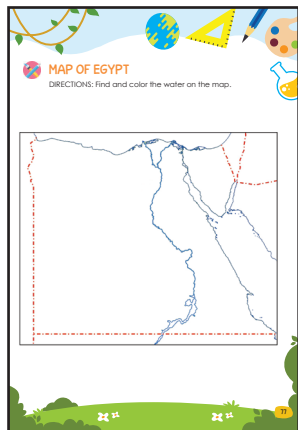 MAP OF EGYPT
DIRECTIONS: Find and color the water on the map.
77